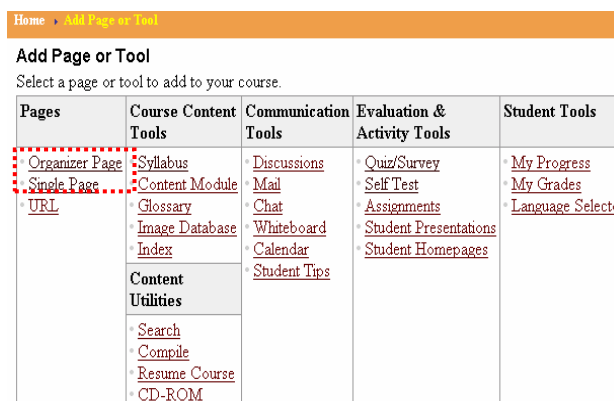 Home › Add Page or Tool
Add Page or Tool
Select a page or tool to add to your course.
Pages
Organizer Page
Single Page
URL
Course Content
Tools
Syllabus
Content Module
Glossary
Image Database
Index
Content
Utilities
Search
Compile
Resume Course
CD-ROM
Communication
Tools
Discussions
Mail
Chat
Whiteboard
Calendar
Student Tips
Evaluation &
Activity Tools
Quiz/Survey
Self Test
Assignments
Student Presentations
Student Homepages
Student Tools
My Progress
My Grades
Language Selecto